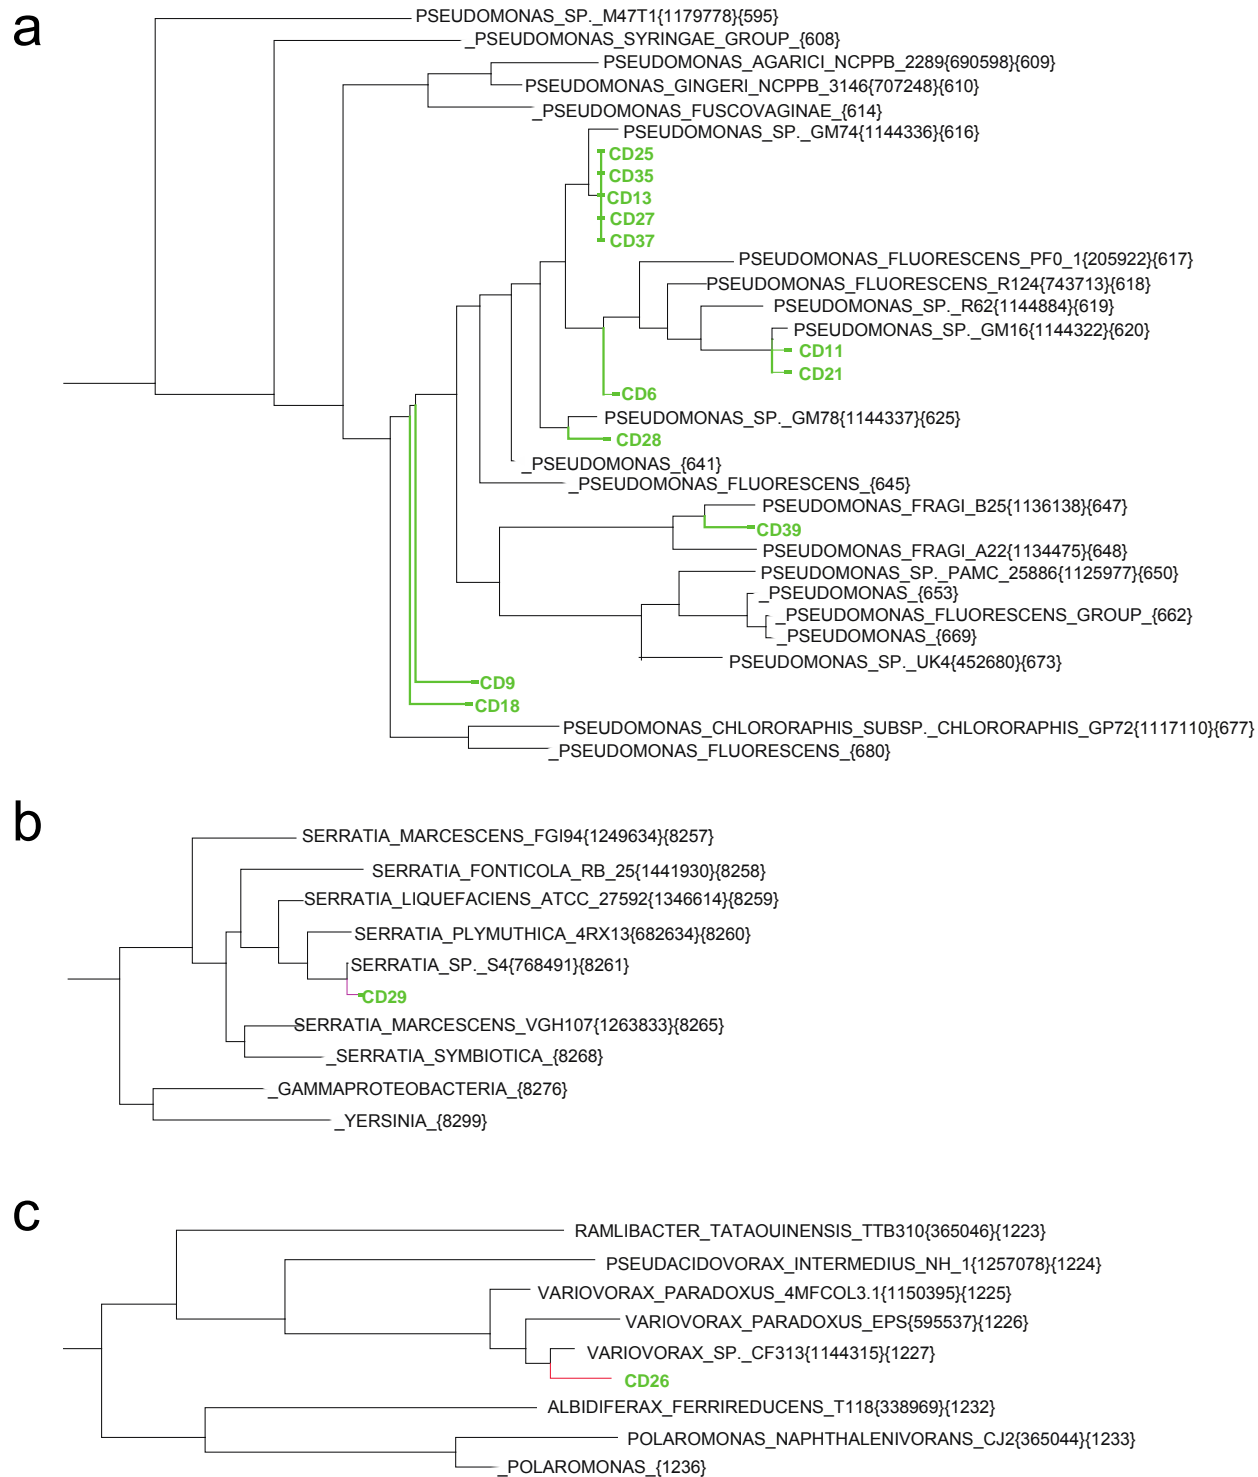 a
PSEUDOMONAS_SP._M47T1{1179778}{595}
_PSEUDOMONAS_SYRINGAE_GROUP_{608}
PSEUDOMONAS_AGARICI_NCPPB_2289{690598}{609}
PSEUDOMONAS_GINGERI_NCPPB_3146{707248}{610}
_PSEUDOMONAS_FUSCOVAGINAE_{614}
PSEUDOMONAS_SP._GM74{1144336}{616}
CD25
CD35
CD13
CD27
CD37
PSEUDOMONAS_FLUORESCENS_PF0_1{205922}{617}
PSEUDOMONAS_FLUORESCENS_R124{743713}{618}
PSEUDOMONAS_SP._R62{1144884}{619}
PSEUDOMONAS_SP._GM16{1144322}{620}
CD11
CD21
CD6
PSEUDOMONAS_SP._GM78{1144337}{625}
CD28
_PSEUDOMONAS_{641}
_PSEUDOMONAS_FLUORESCENS_{645}
PSEUDOMONAS_FRAGI_B25{1136138}{647}
CD39
PSEUDOMONAS_FRAGI_A22{1134475}{648}
PSEUDOMONAS_SP._PAMC_25886{1125977}{650}
_PSEUDOMONAS_{653}
_PSEUDOMONAS_FLUORESCENS_GROUP_{662}
_PSEUDOMONAS_{669}
PSEUDOMONAS_SP._UK4{452680}{673}
CD9
CD18
PSEUDOMONAS_CHLORORAPHIS_SUBSP._CHLORORAPHIS_GP72{1117110}{677}
_PSEUDOMONAS_FLUORESCENS_{680}
b
SERRATIA_MARCESCENS_FGI94{1249634}{8257}
SERRATIA_FONTICOLA_RB_25{1441930}{8258}
SERRATIA_LIQUEFACIENS_ATCC_27592{1346614}{8259}
SERRATIA_PLYMUTHICA_4RX13{682634}{8260}
SERRATIA_SP._S4{768491}{8261}
CD29
SERRATIA_MARCESCENS_VGH107{1263833}{8265}
_SERRATIA_SYMBIOTICA_{8268}
_GAMMAPROTEOBACTERIA_{8276}
_YERSINIA_{8299}
c
RAMLIBACTER_TATAOUINENSIS_TTB310{365046}{1223}
PSEUDACIDOVORAX_INTERMEDIUS_NH_1{1257078}{1224}
VARIOVORAX_PARADOXUS_4MFCOL3.1{1150395}{1225}
VARIOVORAX_PARADOXUS_EPS{595537}{1226}
VARIOVORAX_SP._CF313{1144315}{1227}
CD26
ALBIDIFERAX_FERRIREDUCENS_T118{338969}{1232}
POLAROMONAS_NAPHTHALENIVORANS_CJ2{365044}{1233}
_POLAROMONAS_{1236}